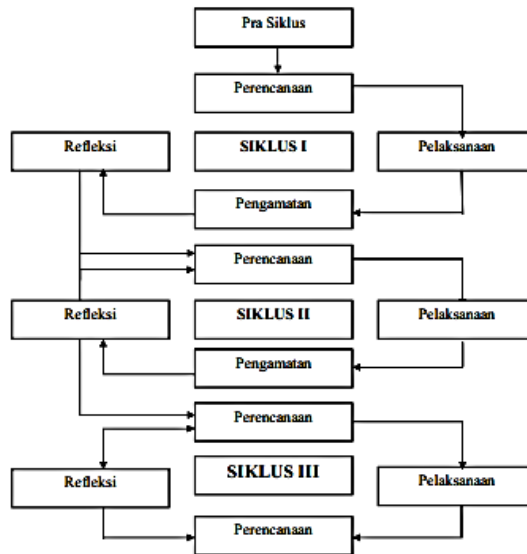 Pra Siklus
Perencanaan
Refleksi
SIKLUS I
Pelaksanaan
Pengamatan
Perencanaan
Refleksi
SIKLUS II
Pelaksanaan
Pengamatan
Perencanaan
Refleksi
SIKLUS III
Pelaksanaan
Perencanaan